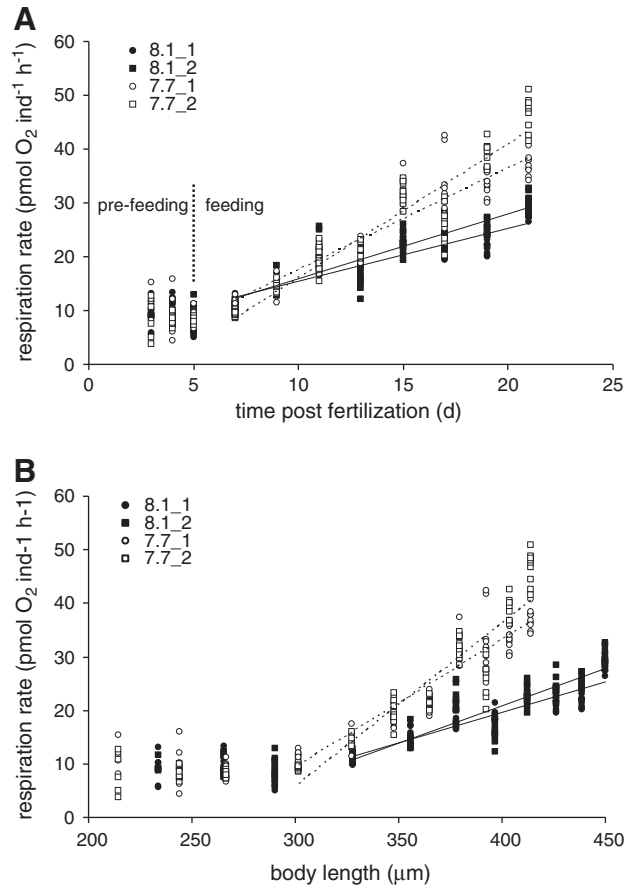 A
60
50
40
30
20
10
0
respiration rate (pmol O₂ ind⁻¹ h⁻¹)
8.1_1
8.1_2
7.7_1
7.7_2
pre-feeding feeding
0 5 10 15 20 25
time post fertilization (d)
B
60
50
40
30
20
10
0
respiration rate (pmol O₂ ind-1 h-1)
8.1_1
8.1_2
7.7_1
7.7_2
200 250 300 350 400 450
body length (μm)